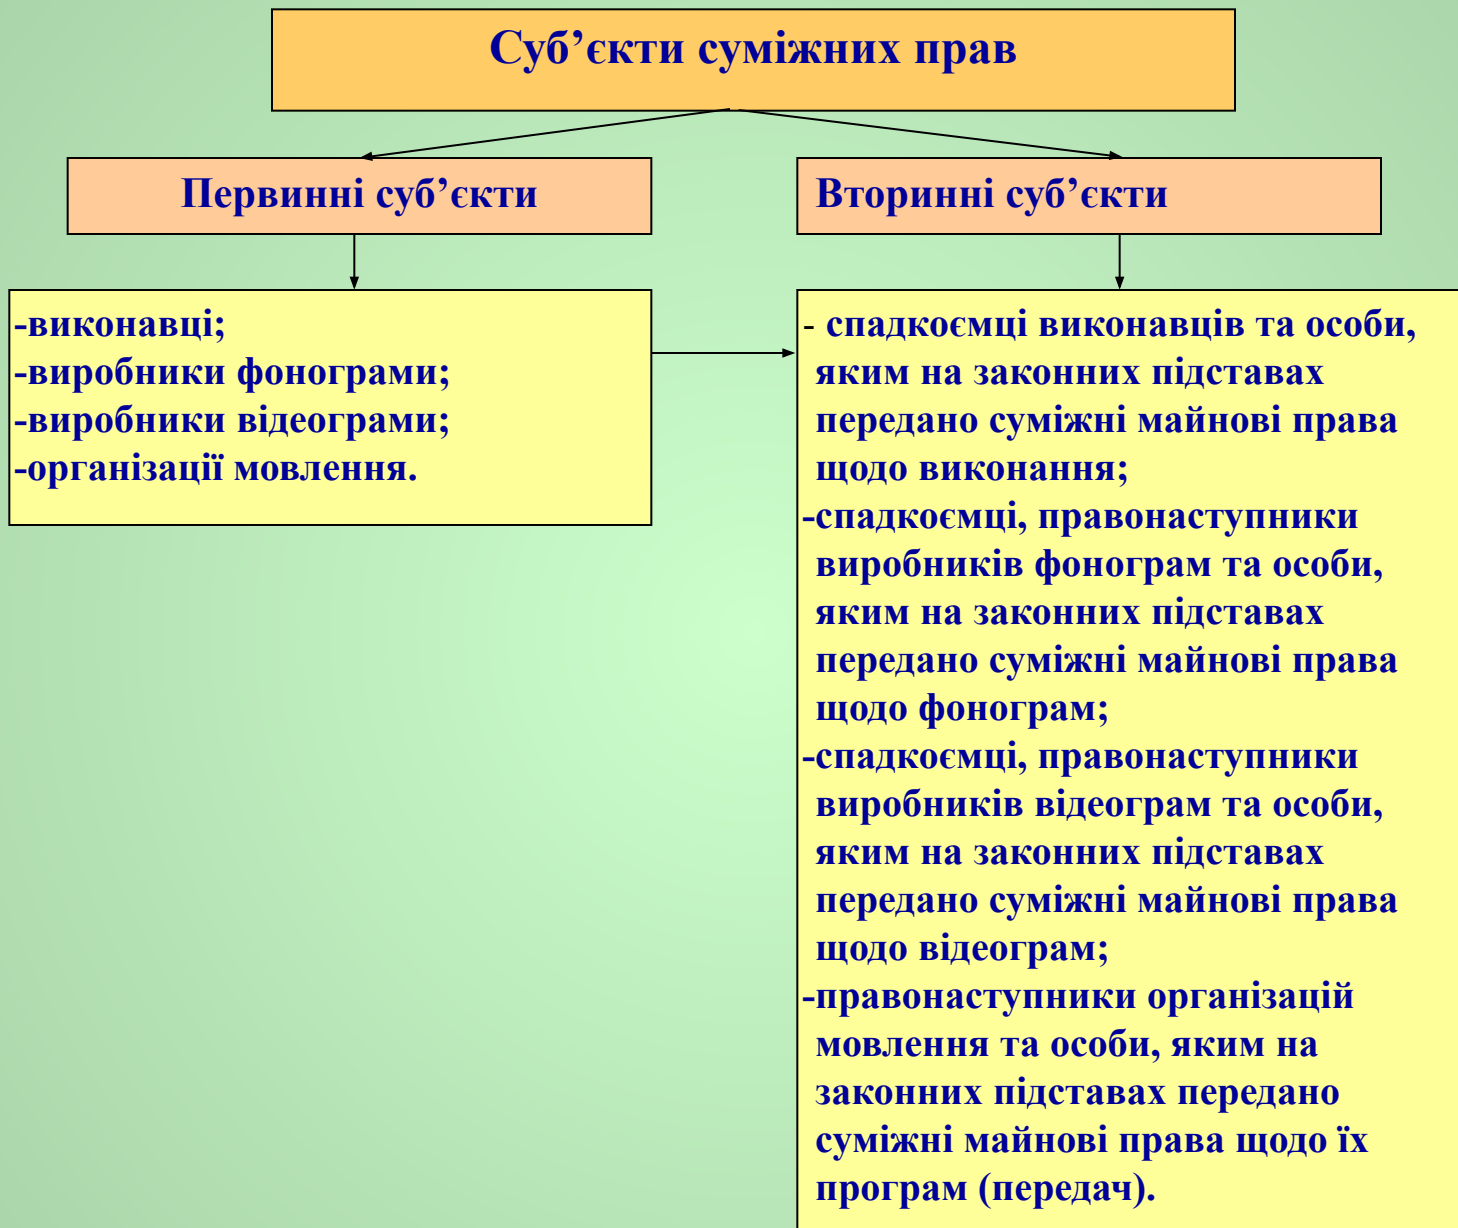 Суб’єкти суміжних прав
Первинні суб’єкти
-виконавці;
-виробники фонограми;
-виробники відеограми;
-організації мовлення.
Вторинні суб’єкти
- спадкоємці виконавців та особи,
яким на законних підставах
передано суміжні майнові права
щодо виконання;
-спадкоємці, правонаступники
виробників фонограм та особи,
яким на законних підставах
передано суміжні майнові права
щодо фонограм;
-спадкоємці, правонаступники
виробників відеограм та особи,
яким на законних підставах
передано суміжні майнові права
щодо відеограм;
-правонаступники організацій
мовлення та особи, яким на
законних підставах передано
суміжні майнові права щодо їх
програм (передач).